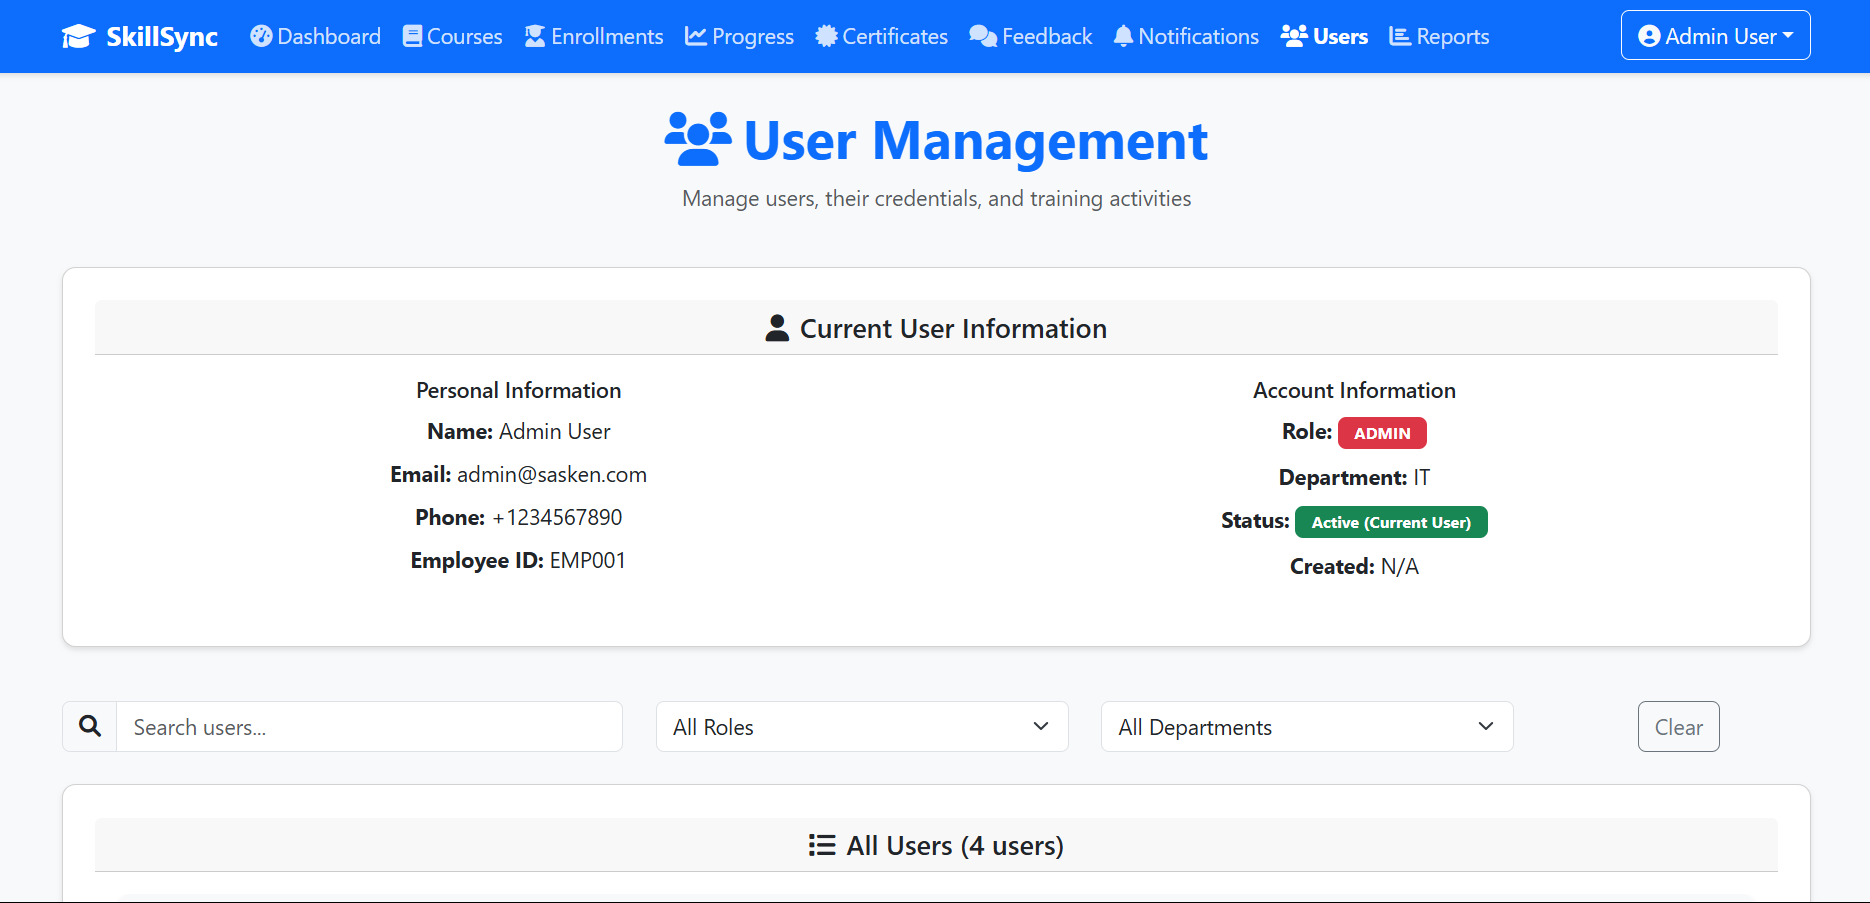 SkillSync Dashboard Courses Enrollments Progress Certificates Feedback Notifications Users Reports Admin User
User Management
Manage users, their credentials, and training activities
Current User Information
Personal Information
Name: Admin User
Email: admin@sasken.com
Phone: +1234567890
Employee ID: EMP001
Account Information
Role: ADMIN
Department: IT
Status: Active (Current User)
Created: N/A
Search users... All Roles All Departments Clear
All Users (4 users)